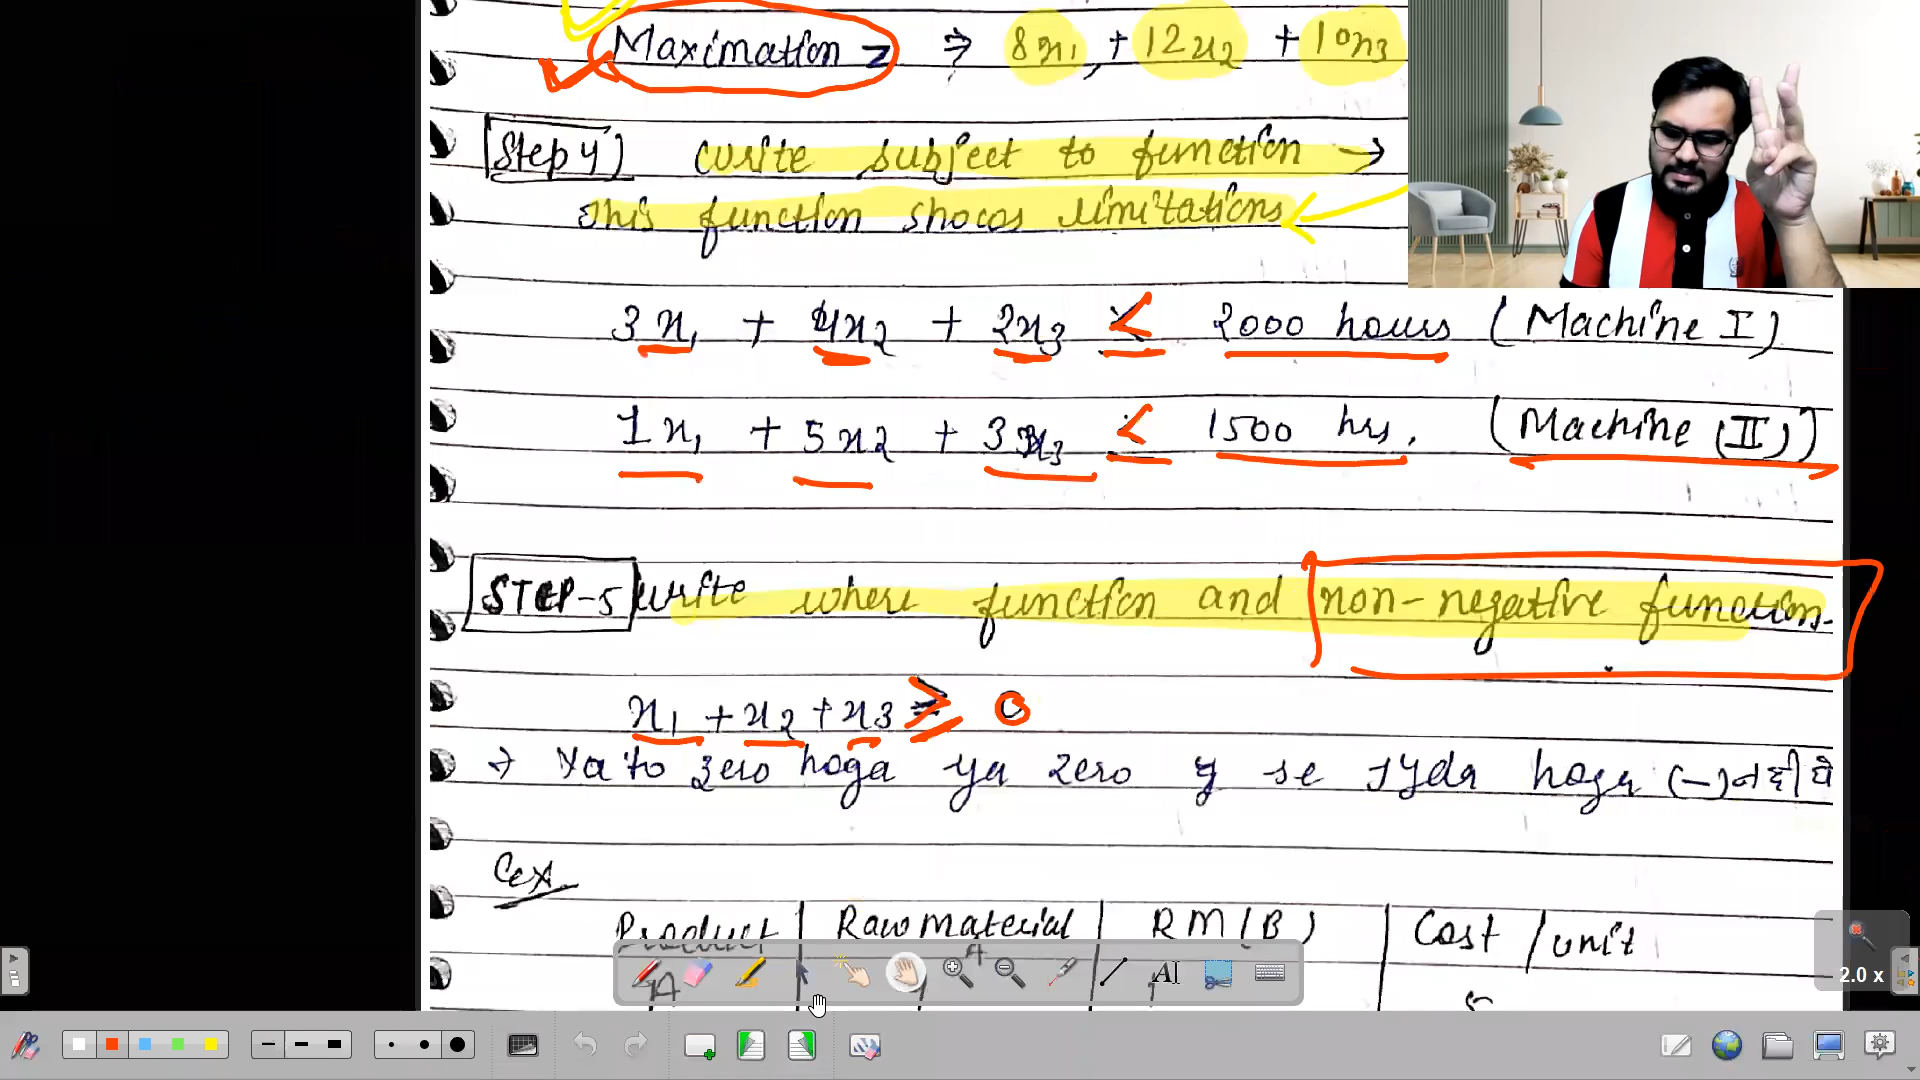 Maximation Z ⇒ 8x₁ + 12x₂ + 10x₃
Step 4) Write subject to function →
This function shows limitations
3x₁ + 4x₂ + 2x₃ ≤ 2000 hours (Machine I)
1x₁ + 5x₂ + 3x₃ ≤ 1500 hrs. (Machine (II))
STEP-5 write where function and non-negative function.
x₁ + x₂ + x₃ ≥ 0
→ Ya to zero hoga ya zero y se jyda hoga (-) नही पे
Product | Raw Material | RM (B) | Cost / unit
A
A
2.0 x